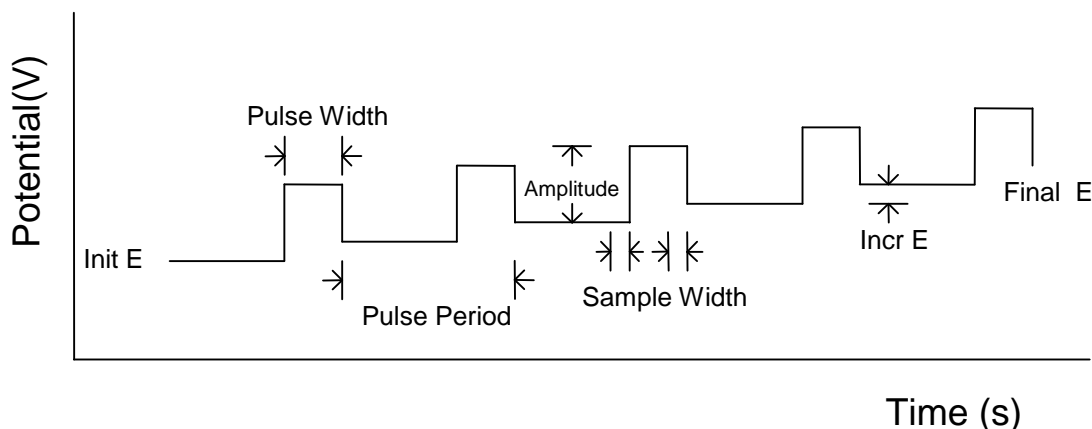 Potential(V)
Pulse Width
Amplitude
Final E
Init E
Incr E
Sample Width
Pulse Period
Time (s)